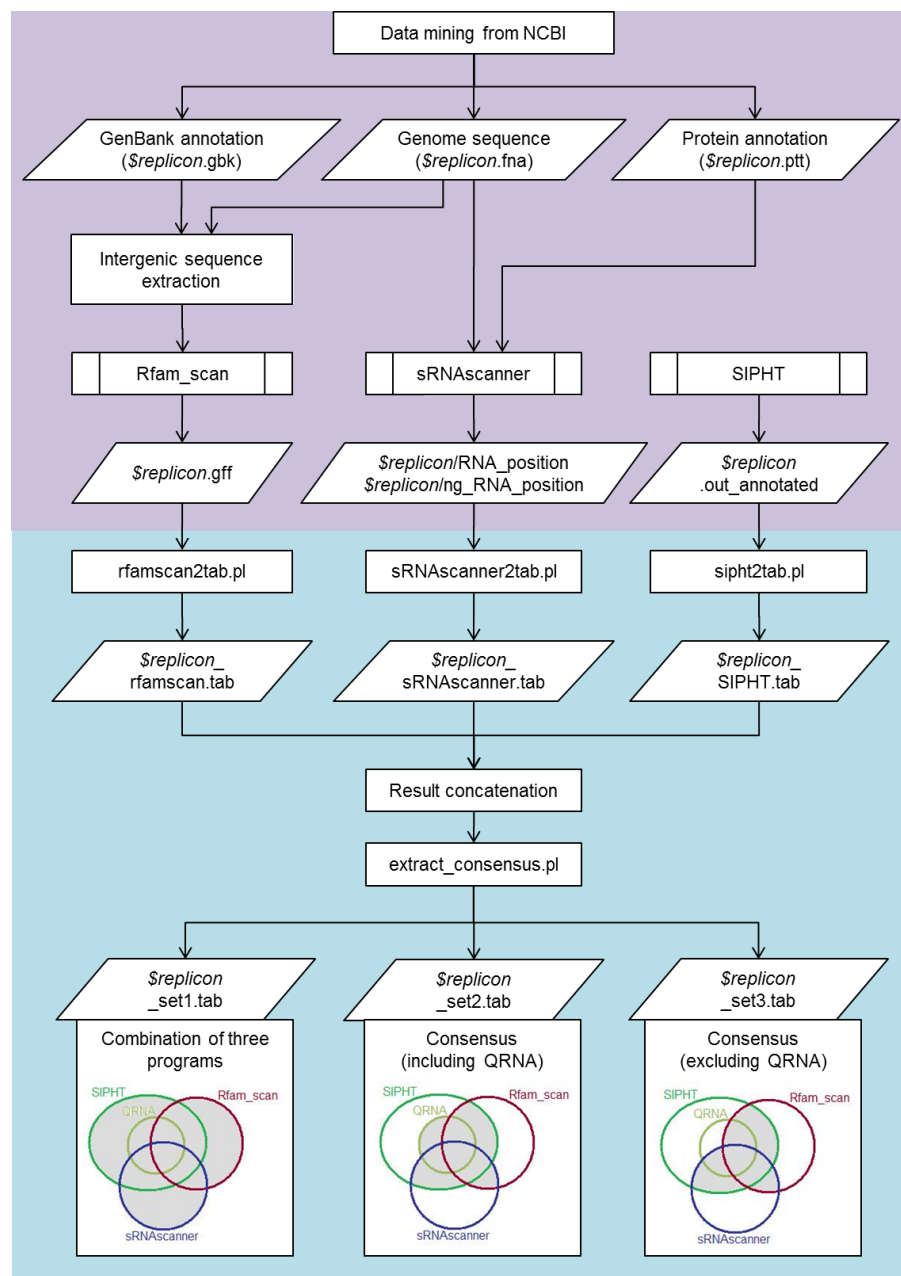 Data mining from NCBI
GenBank annotation
($replicon.gbk)
Genome sequence
($replicon.fna)
Protein annotation
($replicon.ptt)
Intergenic sequence
extraction
Rfam_scan
sRNAscanner
SIPHT
$replicon.gff
$replicon/RNA_position
$replicon/ng_RNA_position
$replicon
.out_annotated
rfamscan2tab.pl
sRNAscanner2tab.pl
sipht2tab.pl
$replicon_
rfamscan.tab
$replicon_
sRNAscanner.tab
$replicon_
SIPHT.tab
Result concatenation
extract_consensus.pl
$replicon
_set1.tab
$replicon
_set2.tab
$replicon
_set3.tab
Combination of three
programs
SIPHT
QRNA
Rfam_scan
sRNAscanner
Consensus
(including QRNA)
SIPHT
QRNA
Rfam_scan
sRNAscanner
Consensus
(excluding QRNA)
SIPHT
QRNA
Rfam_scan
sRNAscanner